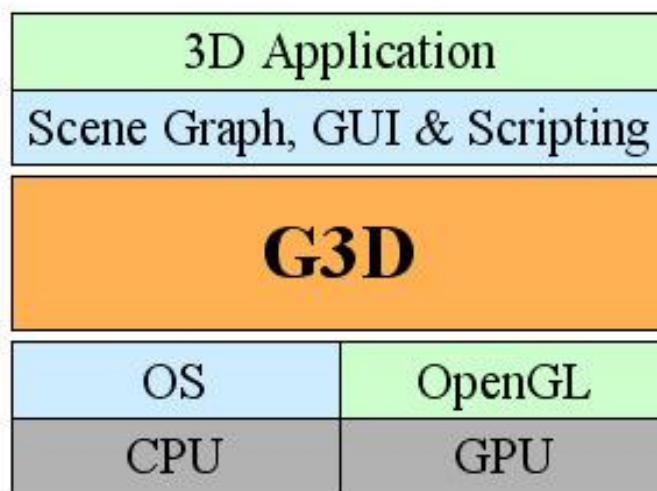 3D Application
Scene Graph, GUI & Scripting
G3D
OS OpenGL
CPU GPU